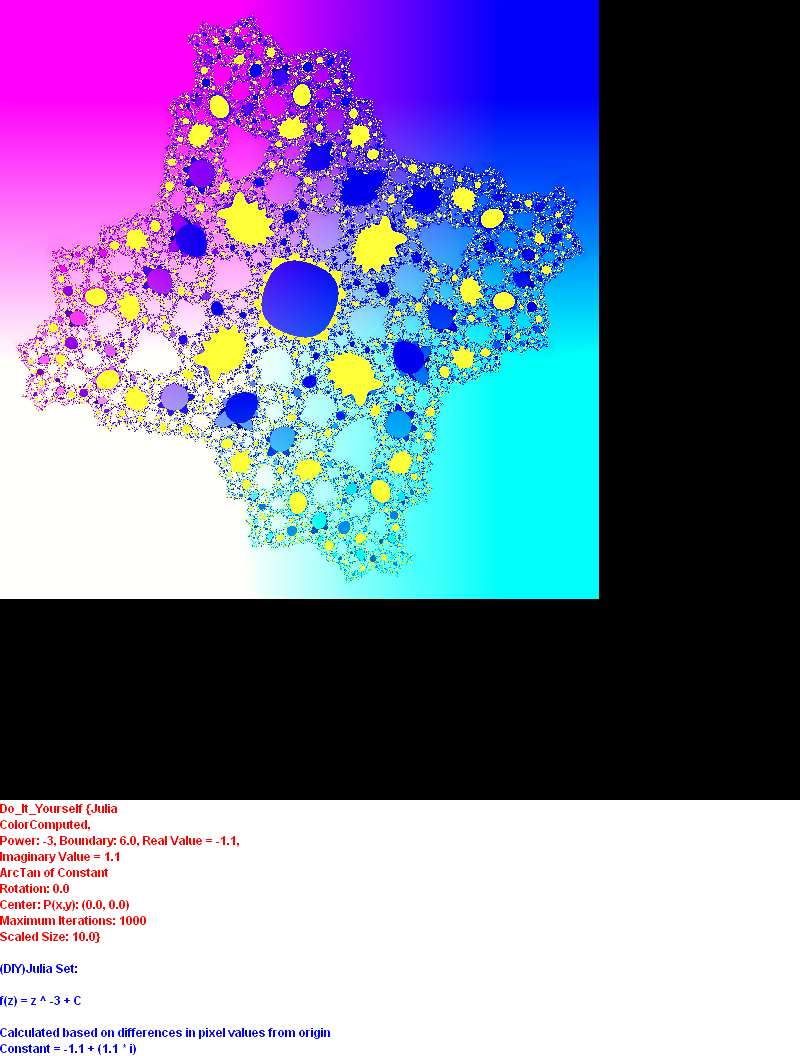 Do_It_Yourself {Julia
ColorComputed,
Power: -3, Boundary: 6.0, Real Value = -1.1,
Imaginary Value = 1.1
ArcTan of Constant
Rotation: 0.0
Center: P(x,y): (0.0, 0.0)
Maximum Iterations: 1000
Scaled Size: 10.0}
(DIY)Julia Set:
f(z) = z ^ -3 + C
Calculated based on differences in pixel values from origin
Constant = -1.1 + (1.1 * i)